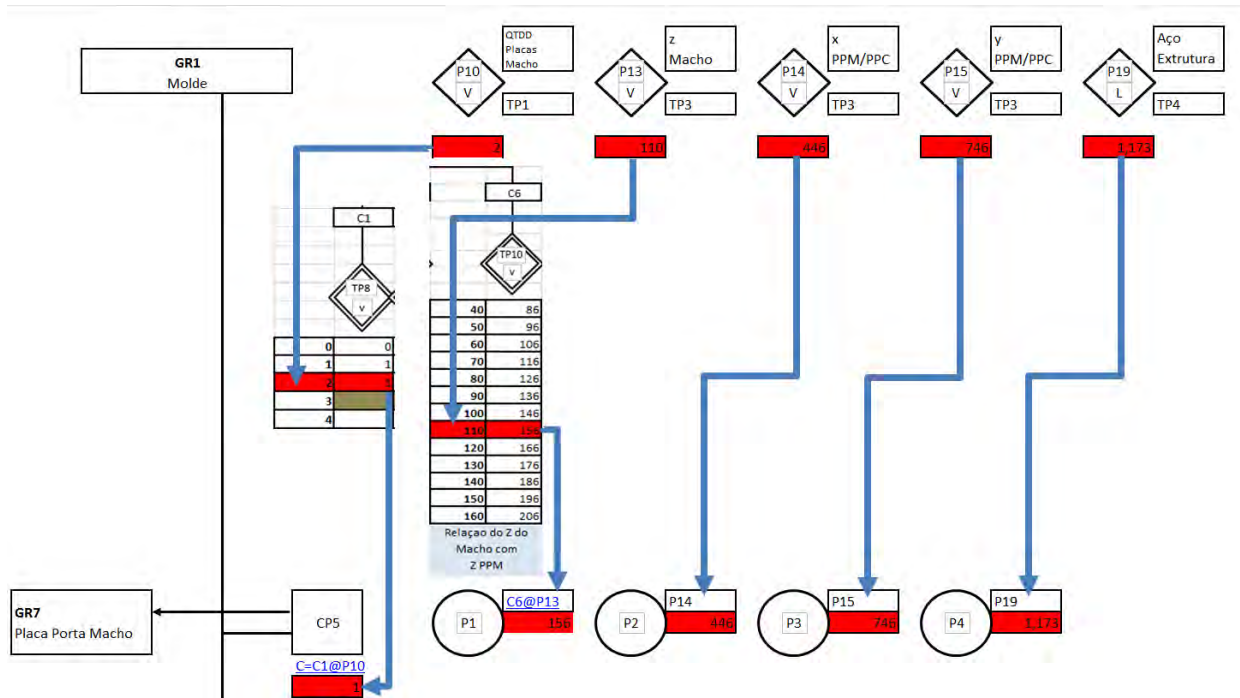 GR1
Molde
P10
V
QTDD
Placas
Macho
TP1
P13
V
z
Macho
TP3
P14
V
x
PPM/PPC
TP3
P15
V
y
PPM/PPC
TP3
P19
L
Aço
Extrutura
TP4
2
110
446
746
1,173
C1
TP8
v
0 0
1 1
2 1
3
4
C6
TP10
v
40 86
50 96
60 106
70 116
80 126
90 136
100 146
110 156
120 166
130 176
140 186
150 196
160 206
Relaçao do Z do
Macho com
Z PPM
GR7
Placa Porta Macho
CP5
C=C1@P10
1
P1
C6@P13
156
P2
P14
446
P3
P15
746
P4
P19
1,173